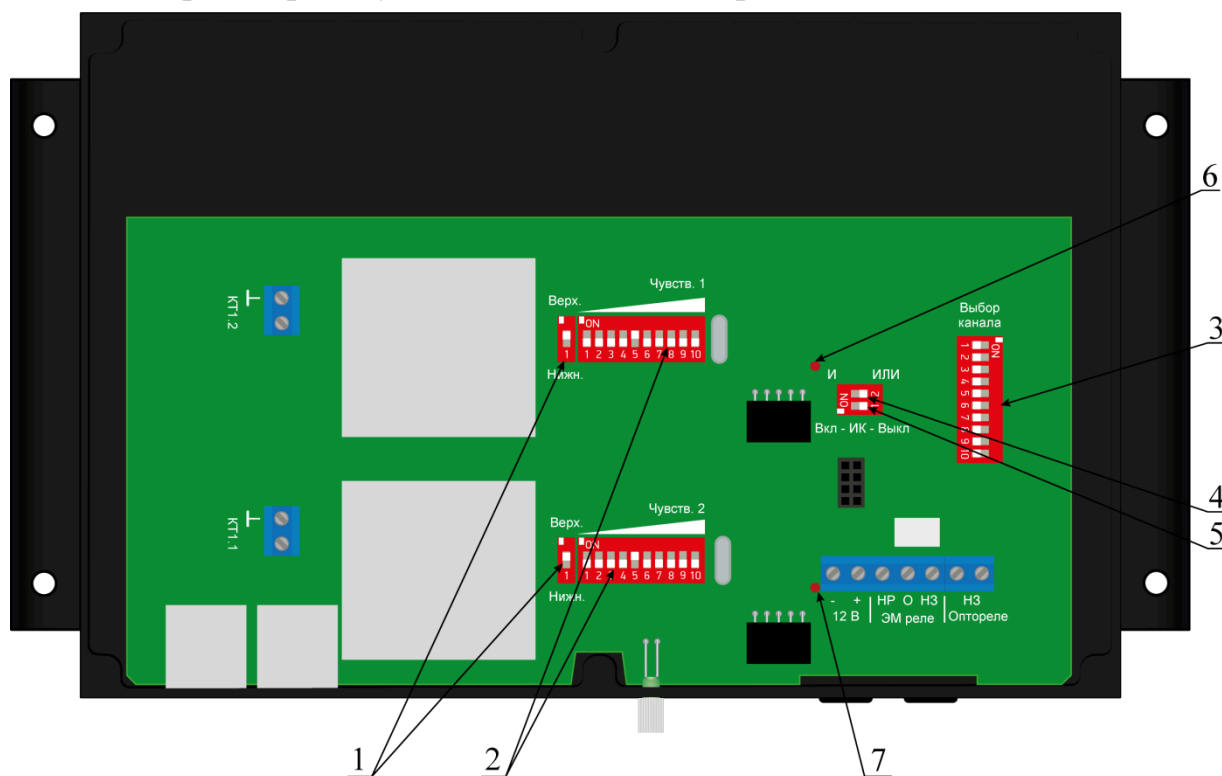 6
Чувств. 1
Верх.
ON
1 2 3 4 5 6 7 8 9 10
1
Нижн.
КТ1.2
Выбор
канала
ON
1
2
3
4
5
6
7
8
9
10
3
И ИЛИ
ON
2
1
Вкл - ИК - Выкл
4
5
Чувств. 2
Верх.
ON
1 2 3 4 5 6 7 8 9 10
1
Нижн.
КТ1.1
- + НР О НЗ НЗ
12 В ЭМ реле Оптореле
1 2 7